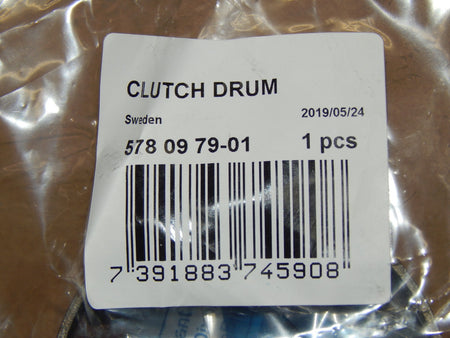 CLUTCH DRUM
Sweden 2019/05/24
578 09 79-01 1 pcs
7 391883 745908